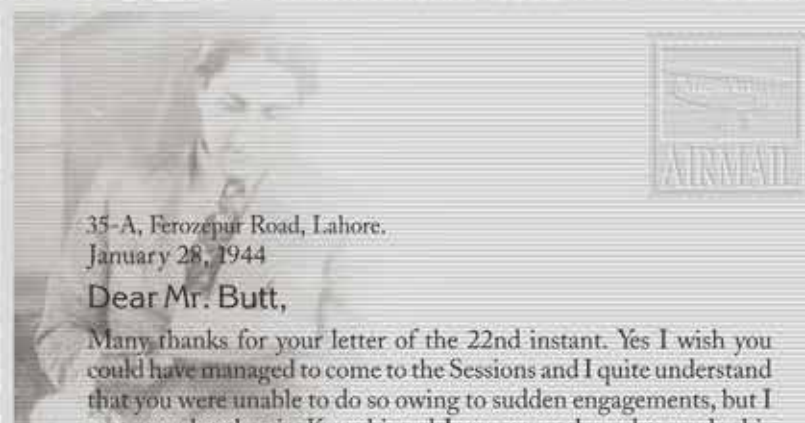 AIRMAIL
35-A, Ferozepur Road, Lahore.
January 28, 1944
Dear Mr. Butt,
Many thanks for your letter of the 22nd instant. Yes I wish you
could have managed to come to the Sessions and I quite understand
that you were unable to do so owing to sudden engagements, but I